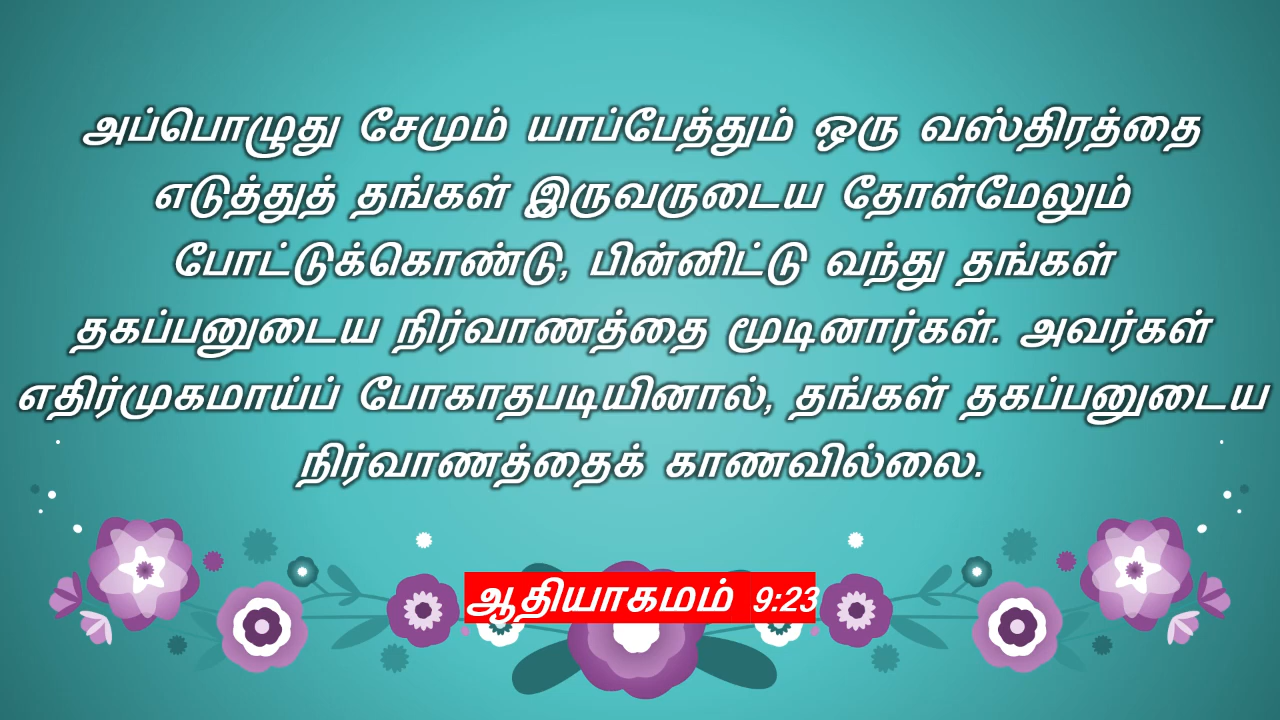 அப்பொழுது சேமும் யாப்பேத்தும் ஒரு வஸ்திரத்தை
எடுத்துத் தங்கள் இருவருடைய தோள்மேலும்
போட்டுக்கொண்டு, பின்னிட்டு வந்து தங்கள்
தகப்பனுடைய நிர்வாணத்தை மூடினார்கள். அவர்கள்
எதிர்முகமாய்ப் போகாதபடியினால், தங்கள் தகப்பனுடைய
நிர்வாணத்தைக் காணவில்லை.
ஆதியாகமம் 9:23